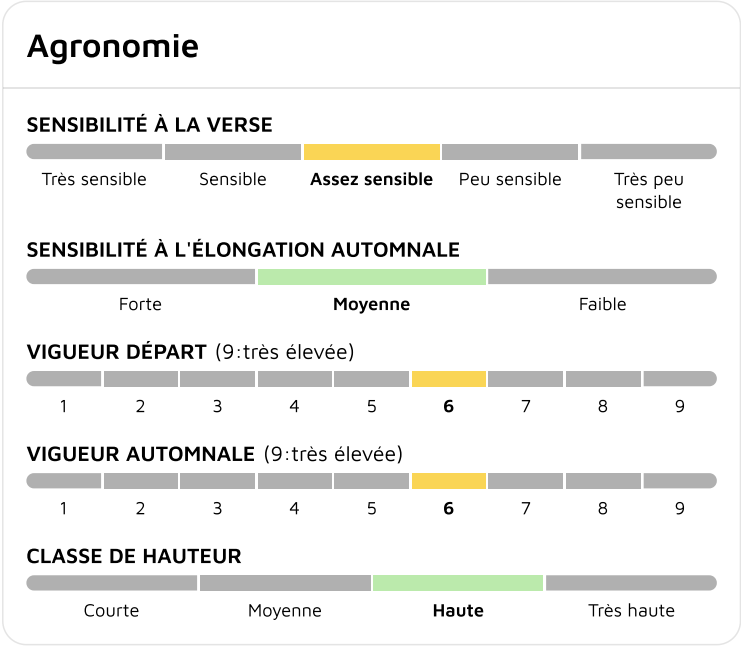 Agronomie
SENSIBILITÉ À LA VERSE
Très sensible Sensible Assez sensible Peu sensible Très peu
sensible
SENSIBILITÉ À L'ÉLONGATION AUTOMNALE
Forte Moyenne Faible
VIGUEUR DÉPART (9:très élevée)
1 2 3 4 5 6 7 8 9
VIGUEUR AUTOMNALE (9:très élevée)
1 2 3 4 5 6 7 8 9
CLASSE DE HAUTEUR
Courte Moyenne Haute Très haute